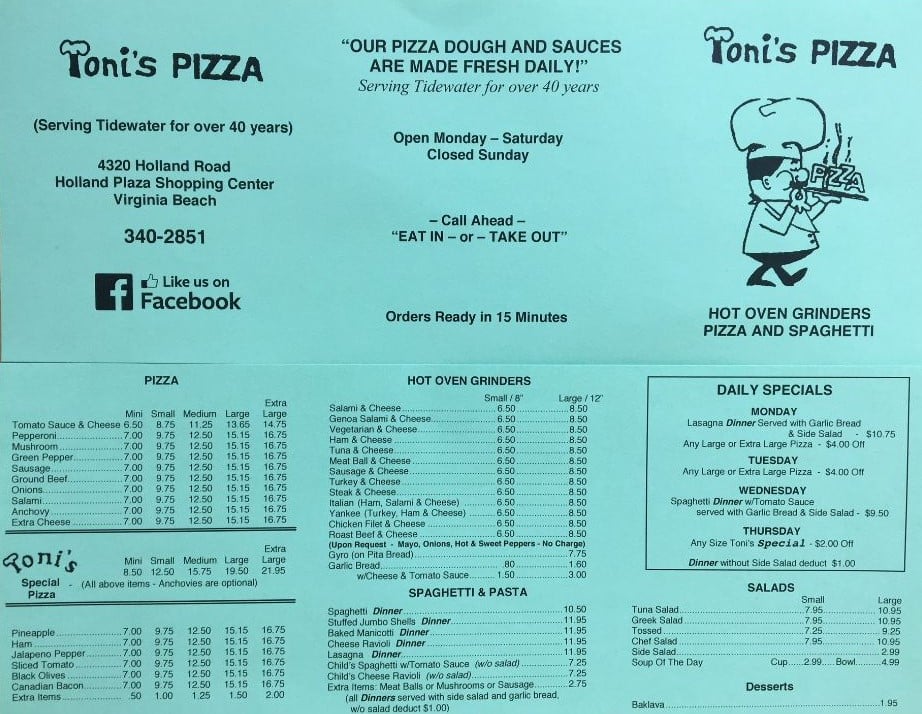 Toni's PIZZA
(Serving Tidewater for over 40 years)
4320 Holland Road
Holland Plaza Shopping Center
Virginia Beach
340-2851
f Like us on
Facebook
“OUR PIZZA DOUGH AND SAUCES
ARE MADE FRESH DAILY!”
Serving Tidewater for over 40 years
Open Monday – Saturday
Closed Sunday
– Call Ahead –
“EAT IN – or – TAKE OUT”
Orders Ready in 15 Minutes
Toni's PIZZA
PIZZA
HOT OVEN GRINDERS
PIZZA AND SPAGHETTI
PIZZA
Extra
Mini Small Medium Large Large
Tomato Sauce & Cheese 6.50 8.75 11.25 13.65 14.75
Pepperoni 7.00 9.75 12.50 15.15 16.75
Mushroom 7.00 9.75 12.50 15.15 16.75
Green Pepper 7.00 9.75 12.50 15.15 16.75
Sausage 7.00 9.75 12.50 15.15 16.75
Ground Beef 7.00 9.75 12.50 15.15 16.75
Onions 7.00 9.75 12.50 15.15 16.75
Salami 7.00 9.75 12.50 15.15 16.75
Anchovy 7.00 9.75 12.50 15.15 16.75
Extra Cheese 7.00 9.75 12.50 15.15 16.75
Toni's
Extra
Mini Small Medium Large Large
8.50 12.50 15.75 19.50 21.95
Special - (All above items - Anchovies are optional)
Pizza
Pineapple 7.00 9.75 12.50 15.15 16.75
Ham 7.00 9.75 12.50 15.15 16.75
Jalapeno Pepper 7.00 9.75 12.50 15.15 16.75
Sliced Tomato 7.00 9.75 12.50 15.15 16.75
Black Olives 7.00 9.75 12.50 15.15 16.75
Canadian Bacon 7.00 9.75 12.50 15.15 16.75
Extra Items .50 1.00 1.25 1.50 2.00
HOT OVEN GRINDERS
Small / 8" Large / 12"
Salami & Cheese 6.50 8.50
Genoa Salami & Cheese 6.50 8.50
Vegetarian & Cheese 6.50 8.50
Ham & Cheese 6.50 8.50
Tuna & Cheese 6.50 8.50
Meat Ball & Cheese 6.50 8.50
Sausage & Cheese 6.50 8.50
Turkey & Cheese 6.50 8.50
Steak & Cheese 6.50 8.50
Italian (Ham, Salami & Cheese) 6.50 8.50
Yankee (Turkey, Ham & Cheese) 6.50 8.50
Chicken Filet & Cheese 6.50 8.50
Roast Beef & Cheese 6.50 8.50
(Upon Request - Mayo, Onions, Hot & Sweet Peppers - No Charge)
Gyro (on Pita Bread) 7.75
Garlic Bread .80 1.60
w/Cheese & Tomato Sauce 1.50 3.00
SPAGHETTI & PASTA
Spaghetti Dinner 10.50
Stuffed Jumbo Shells Dinner 11.95
Baked Manicotti Dinner 11.95
Cheese Ravioli Dinner 11.95
Lasagna Dinner 11.95
Child's Spaghetti w/Tomato Sauce (w/o salad) 7.25
Child's Cheese Ravioli (w/o salad) 7.25
Extra Items: Meat Balls or Mushrooms or Sausage 2.75
(all Dinners served with side salad and garlic bread,
w/o salad deduct $1.00)
DAILY SPECIALS
MONDAY
Lasagna Dinner Served with Garlic Bread
& Side Salad - $10.75
Any Large or Extra Large Pizza - $4.00 Off
TUESDAY
Any Large or Extra Large Pizza - $4.00 Off
WEDNESDAY
Spaghetti Dinner w/Tomato Sauce
served with Garlic Bread & Side Salad - $9.50
THURSDAY
Any Size Toni's Special - $2.00 Off
Dinner without Side Salad deduct $1.00
SALADS
Small Large
Tuna Salad 7.95 10.95
Greek Salad 7.95 10.95
Tossed 7.25 9.25
Chef Salad 7.95 10.95
Side Salad 2.99
Soup Of The Day Cup 2.99 Bowl 4.99
Desserts
Baklava 1.95